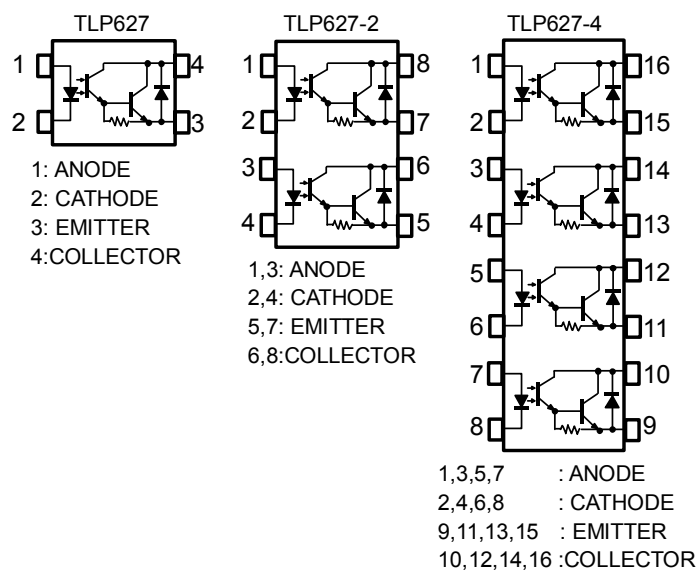 TLP627
1
4
2
3
1: ANODE
2: CATHODE
3: EMITTER
4:COLLECTOR
TLP627-2
1
8
2
7
3
6
4
5
1,3: ANODE
2,4: CATHODE
5,7: EMITTER
6,8:COLLECTOR
TLP627-4
1
16
2
15
3
14
4
13
5
12
6
11
7
10
8
9
1,3,5,7 : ANODE
2,4,6,8 : CATHODE
9,11,13,15 : EMITTER
10,12,14,16 :COLLECTOR